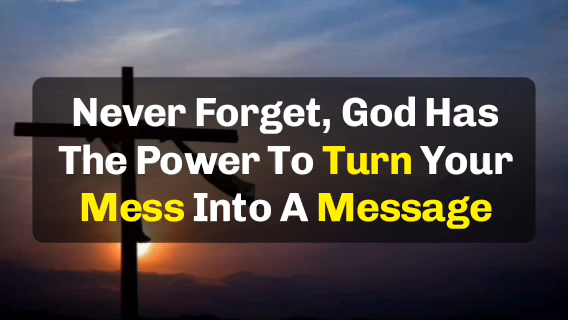 Never Forget, God Has
The Power To Turn Your
Mess Into A Message